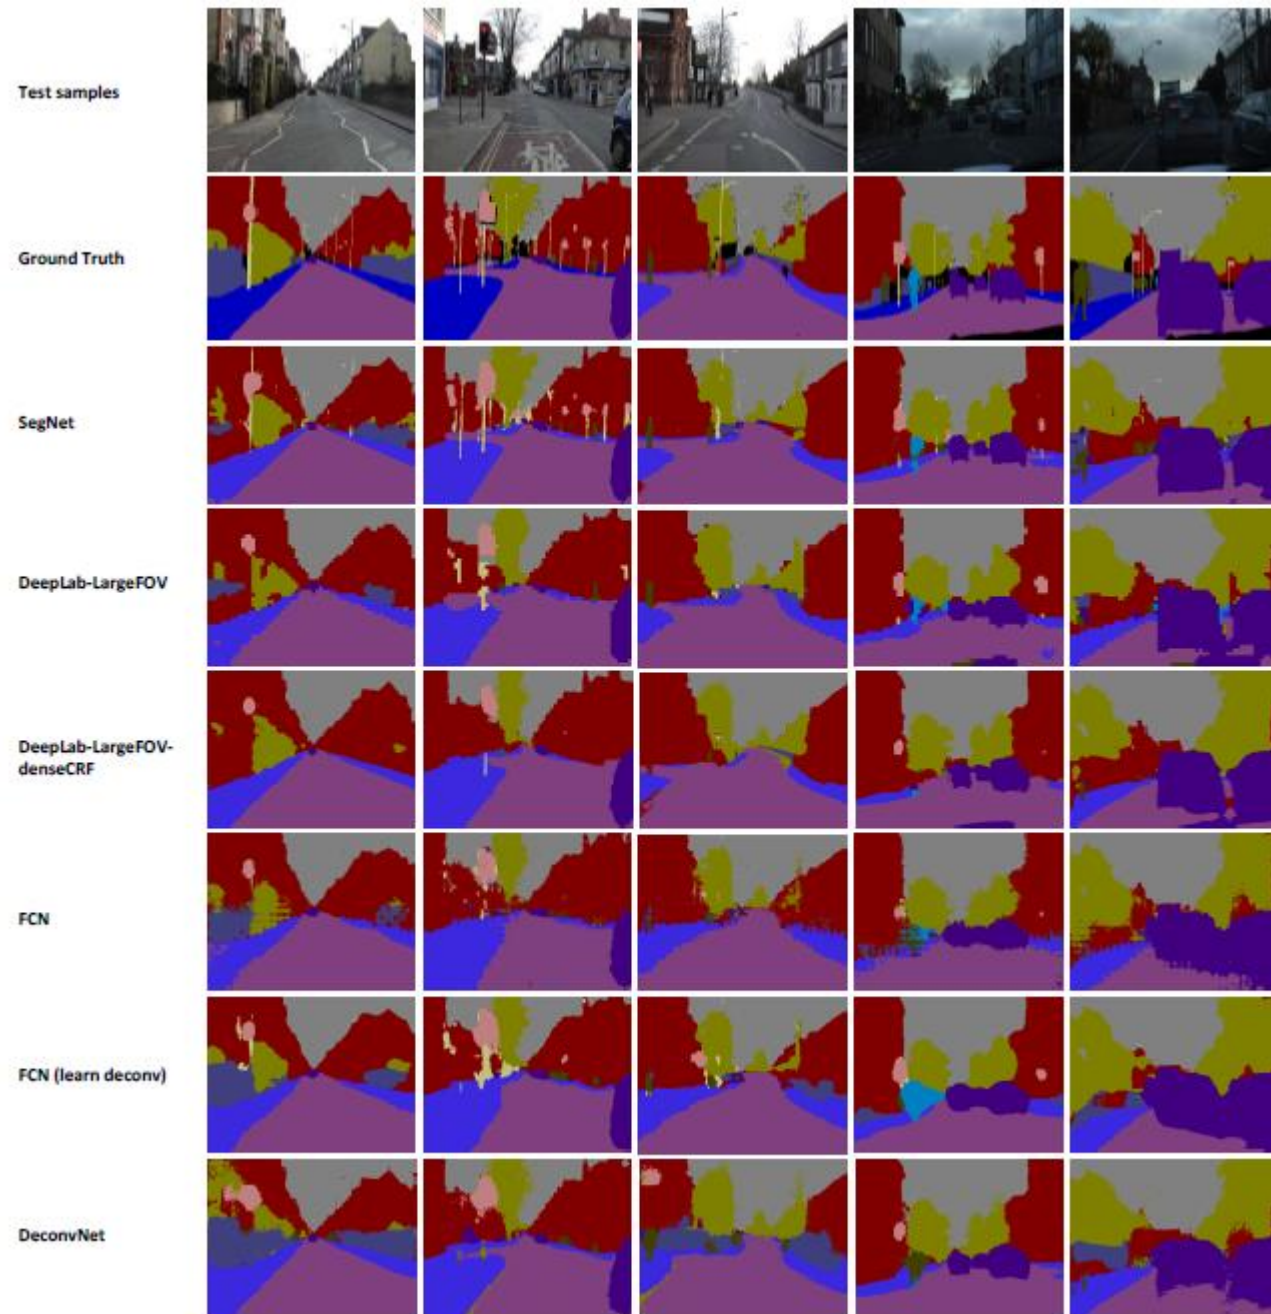 Test samples
Ground Truth
SegNet
DeepLab-LargeFOV
DeepLab-LargeFOV-
denseCRF
FCN
FCN (learn deconv)
DeconvNet